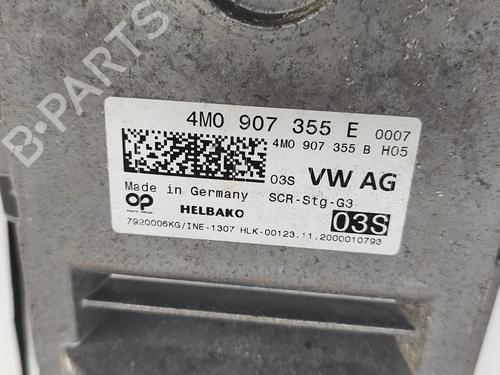 4M0 907 355 E 0007
4M0 907 355 B H05
03S VW AG
Made in Germany SCR-Stg-G3
OP HELBAKO 03S
7920006KG/INE-1307 HLK-00123.11.2000010793
B-PARTS